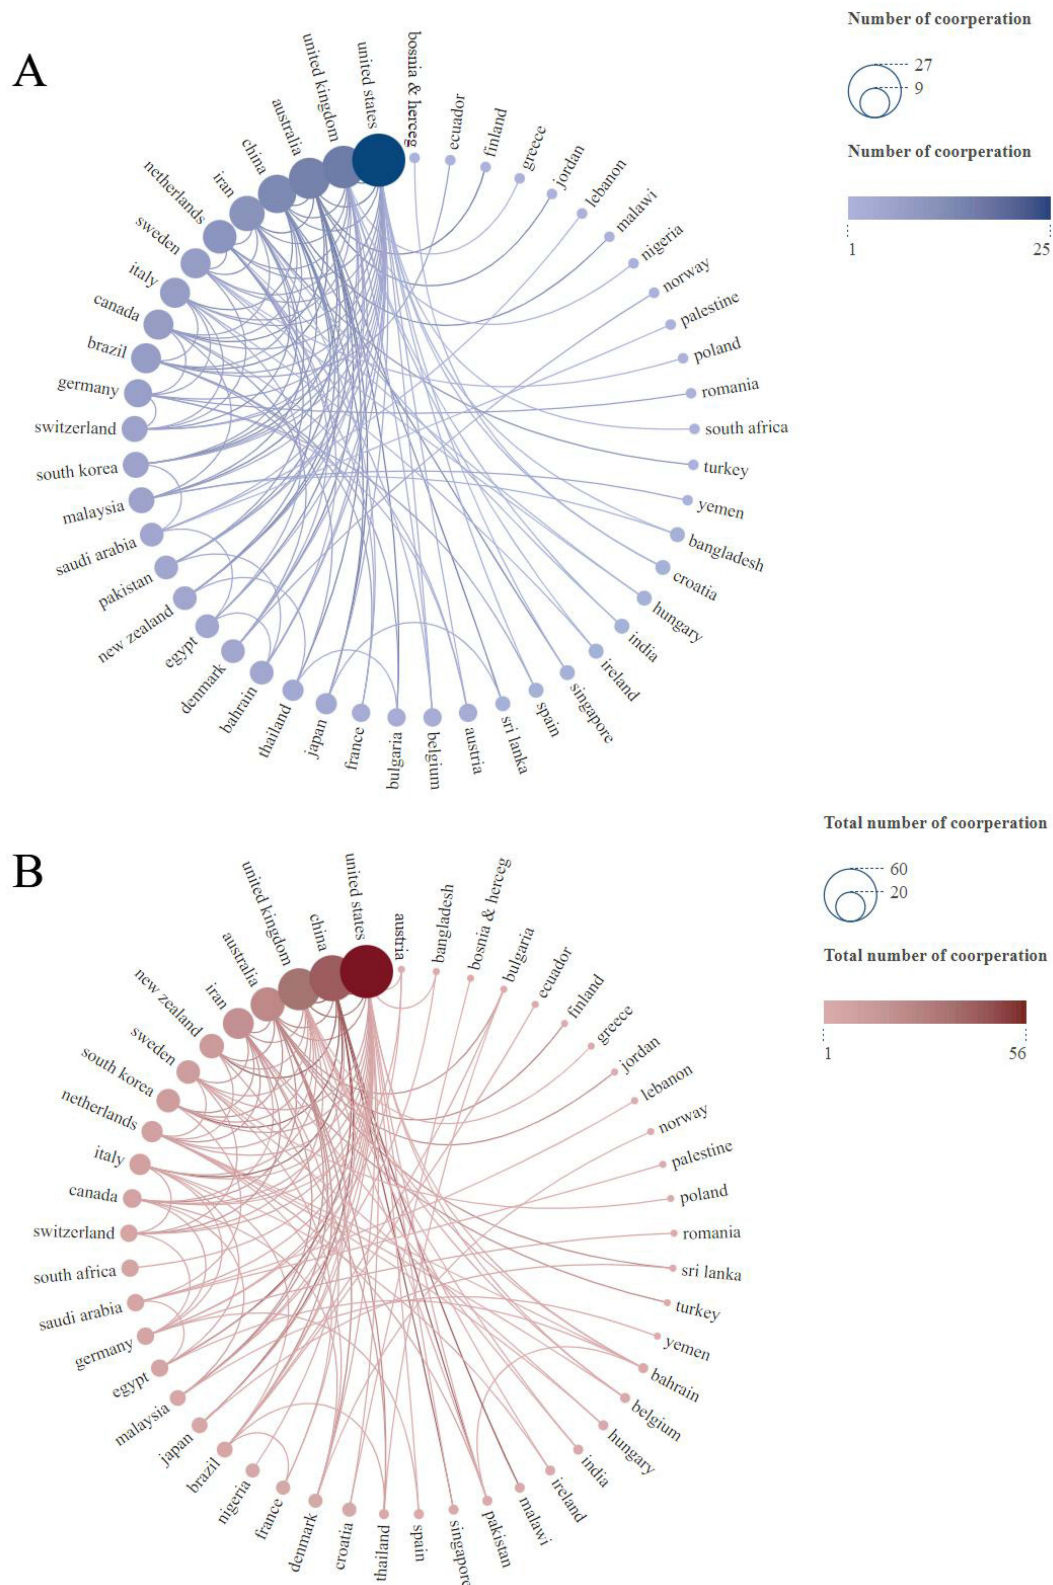 A
Number of coorperation
27
9
Number of coorperation
1
25
united states
bosnia & herceg
ecuador
finland
greece
jordan
lebanon
malawi
nigeria
norway
palestine
poland
romania
south africa
turkey
yemen
bangladesh
croatia
hungary
india
ireland
singapore
spain
sri lanka
austria
belgium
bulgaria
france
japan
thailand
bahrain
denmark
egypt
new zealand
pakistan
saudi arabia
malaysia
south korea
switzerland
germany
brazil
canada
italy
sweden
netherlands
iran
china
australia
united kingdom
B
Total number of coorperation
60
20
Total number of coorperation
1
56
united states
austria
bangladesh
bosnia & herceg
bulgaria
ecuador
finland
greece
jordan
lebanon
norway
palestine
poland
romania
sri lanka
turkey
yemen
bahrain
belgium
hungary
india
ireland
malawi
pakistan
singapore
spain
thailand
croatia
denmark
france
nigeria
brazil
japan
malaysia
egypt
germany
saudi arabia
south africa
switzerland
canada
italy
netherlands
south korea
sweden
new zealand
iran
australia
united kingdom
china